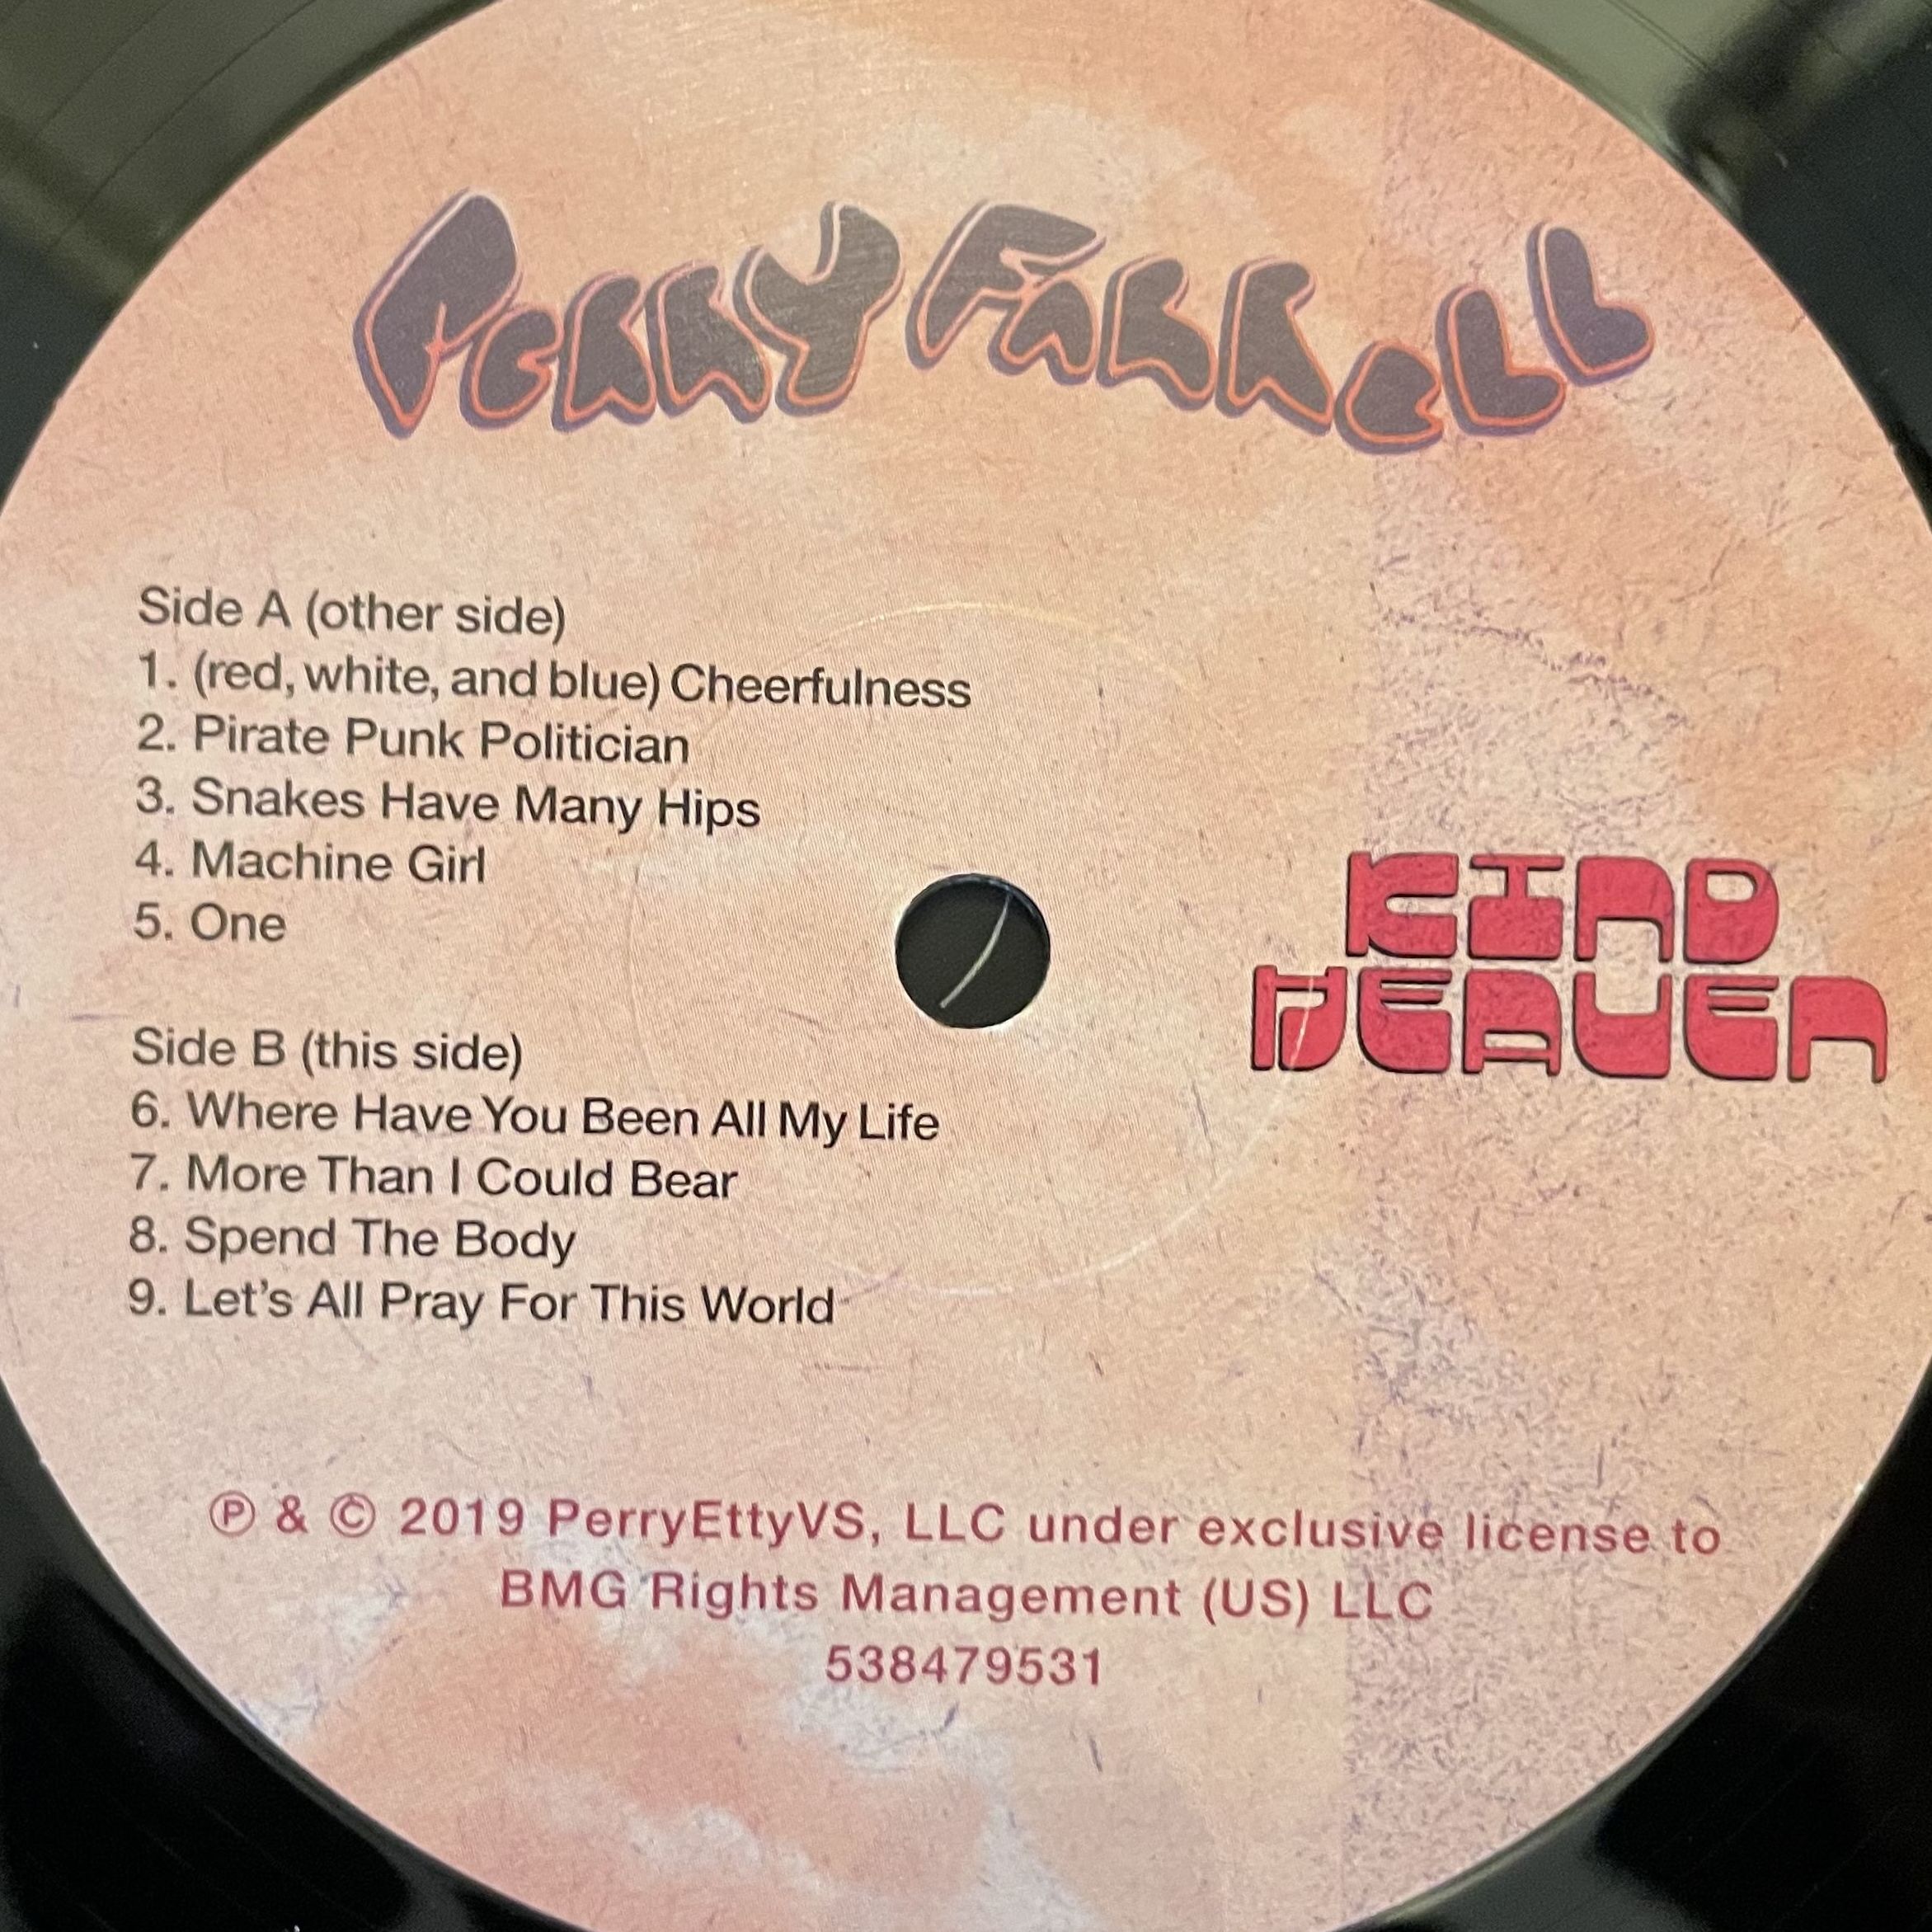 Perry Farrell
Side A (other side)
1. (red, white, and blue) Cheerfulness
2. Pirate Punk Politician
3. Snakes Have Many Hips
4. Machine Girl
5. One
KIND
HEAVEN
Side B (this side)
6. Where Have You Been All My Life
7. More Than I Could Bear
8. Spend The Body
9. Let’s All Pray For This World
℗ & © 2019 PerryEttyVS, LLC under exclusive license to
BMG Rights Management (US) LLC
538479531